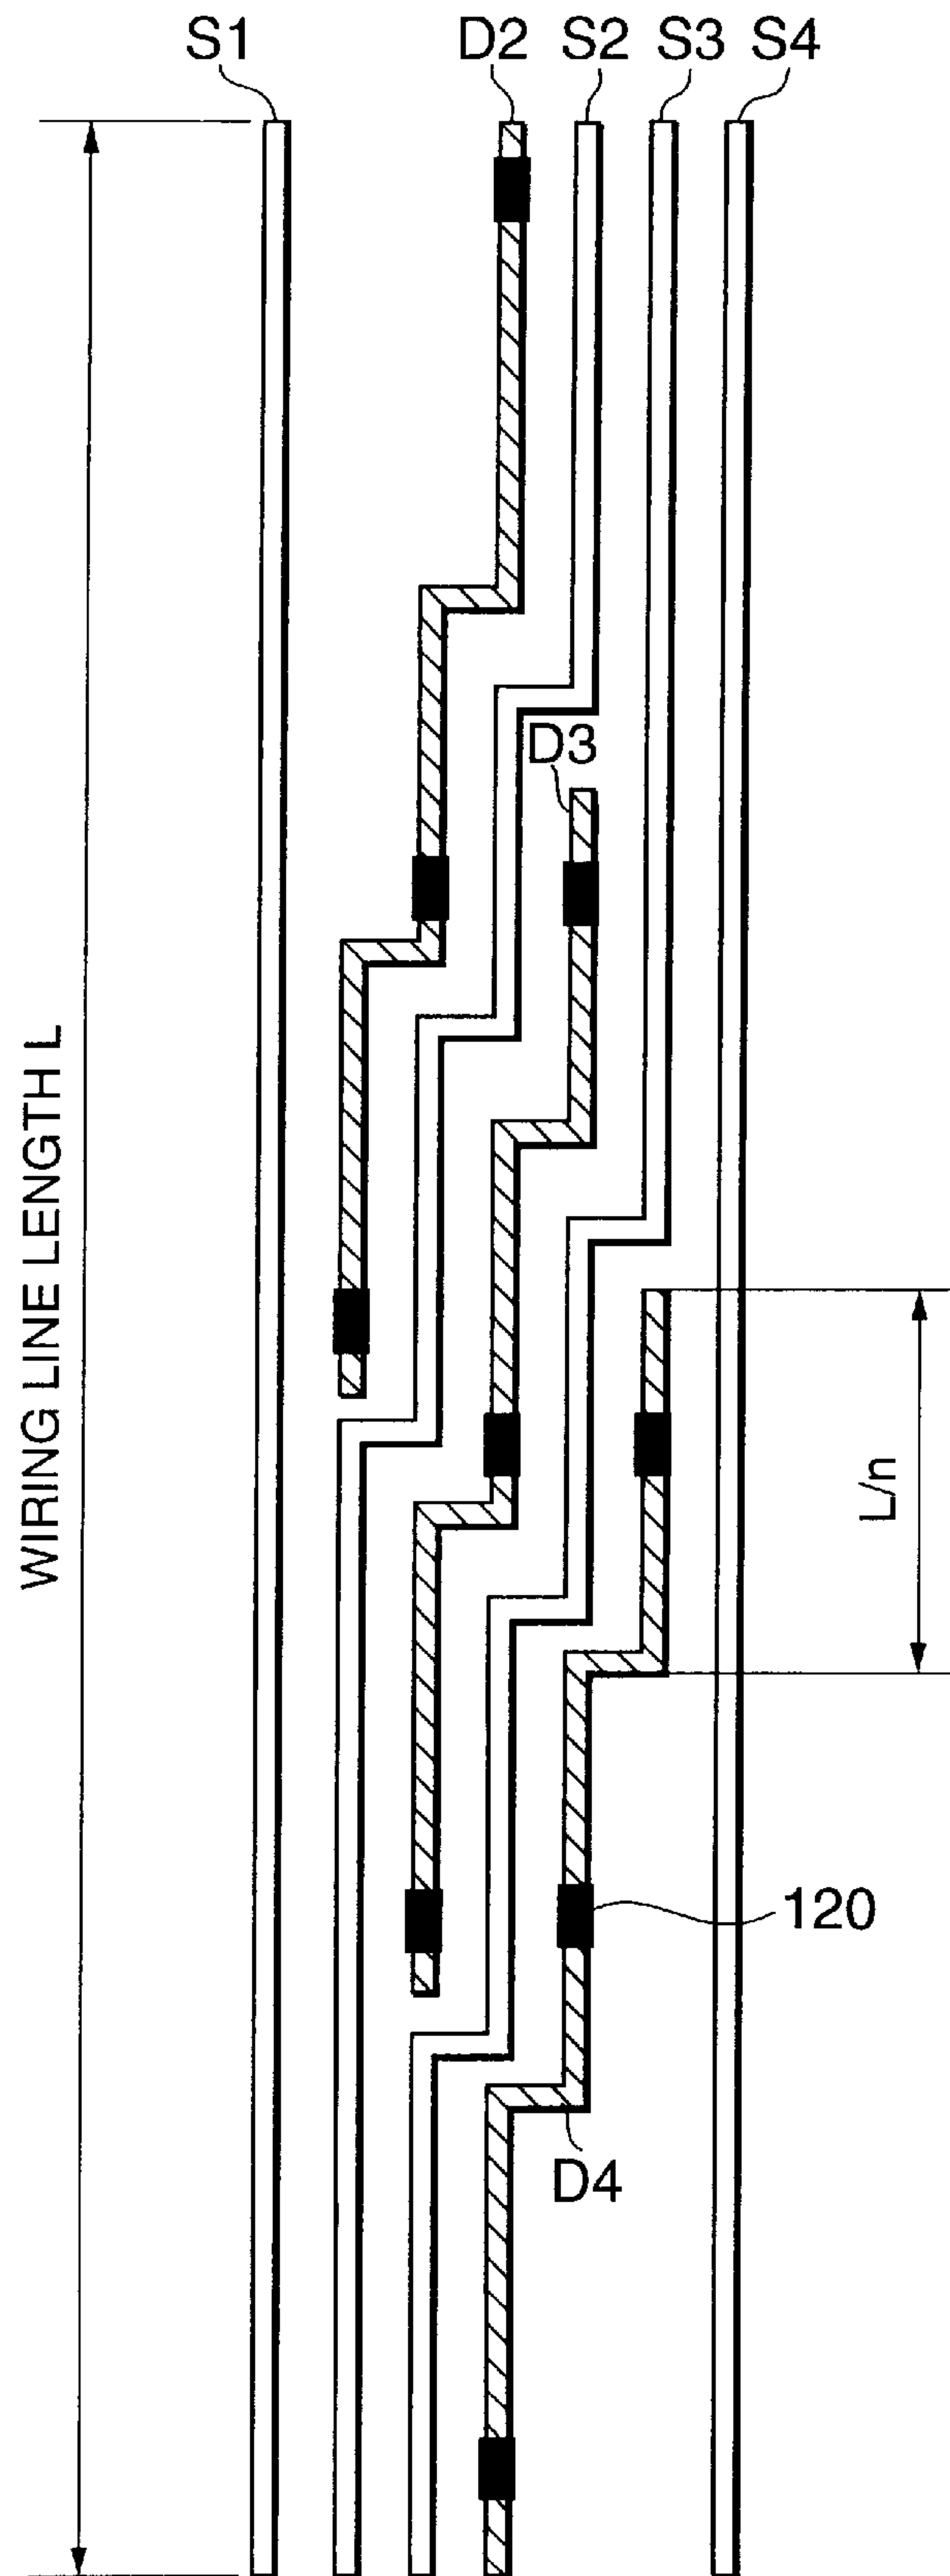 S1
D2
S2
S3
S4
D3
WIRING LINE LENGTH L
L/n
120
D4